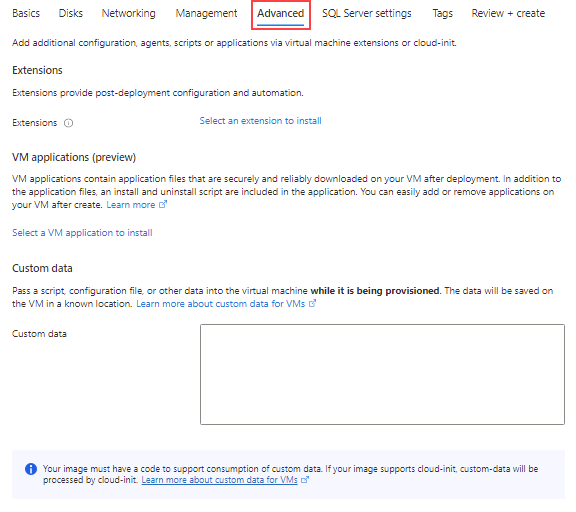 Basics Disks Networking Management Advanced SQL Server settings Tags Review + create
Add additional configuration, agents, scripts or applications via virtual machine extensions or cloud-init.
Extensions
Extensions provide post-deployment configuration and automation.
Extensions Select an extension to install
VM applications (preview)
VM applications contain application files that are securely and reliably downloaded on your VM after deployment. In addition to
the application files, an install and uninstall script are included in the application. You can easily add or remove applications on
your VM after create. Learn more
Select a VM application to install
Custom data
Pass a script, configuration file, or other data into the virtual machine while it is being provisioned. The data will be saved on
the VM in a known location. Learn more about custom data for VMs
Custom data
Your image must have a code to support consumption of custom data. If your image supports cloud-init, custom-data will be
processed by cloud-init. Learn more about custom data for VMs